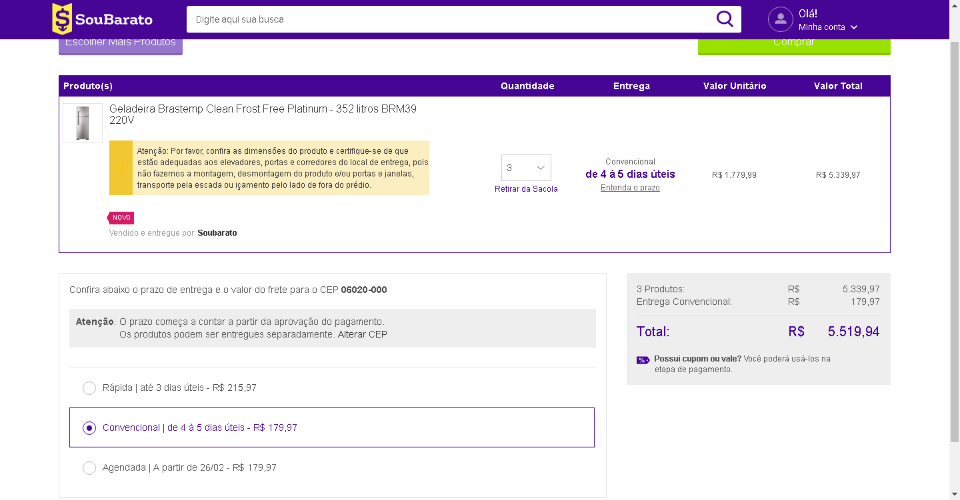 SouBarato
Digite aqui sua busca
Olá!
Minha conta
Escolher Mais Produtos
Comprar
Produto(s) Quantidade Entrega Valor Unitário Valor Total
Geladeira Brastemp Clean Frost Free Platinum - 352 litros BRM39
220V
Atenção: Por favor, confira as dimensões do produto e certifique-se de que
estão adequadas aos elevadores, portas e corredores do local de entrega, pois
não fazemos a montagem, desmontagem do produto e/ou portas e janelas,
transporte pela escada ou içamento pelo lado de fora do prédio.
3
Retirar da Sacola
Convencional
de 4 à 5 dias úteis
Entenda o prazo
R$ 1.779,99
R$ 5.339,97
NOVO
Vendido e entregue por: Soubarato
Confira abaixo o prazo de entrega e o valor do frete para o CEP 06020-000
Atenção: O prazo começa a contar a partir da aprovação do pagamento.
Os produtos podem ser entregues separadamente. Alterar CEP
Rápida | até 3 dias úteis - R$ 215,97
Convencional | de 4 à 5 dias úteis - R$ 179,97
Agendada | A partir de 26/02 - R$ 179,97
3 Produtos: R$ 5.339,97
Entrega Convencional: R$ 179,97
Total: R$ 5.519,94
Possui cupom ou vale? Você poderá usá-los na
etapa de pagamento.